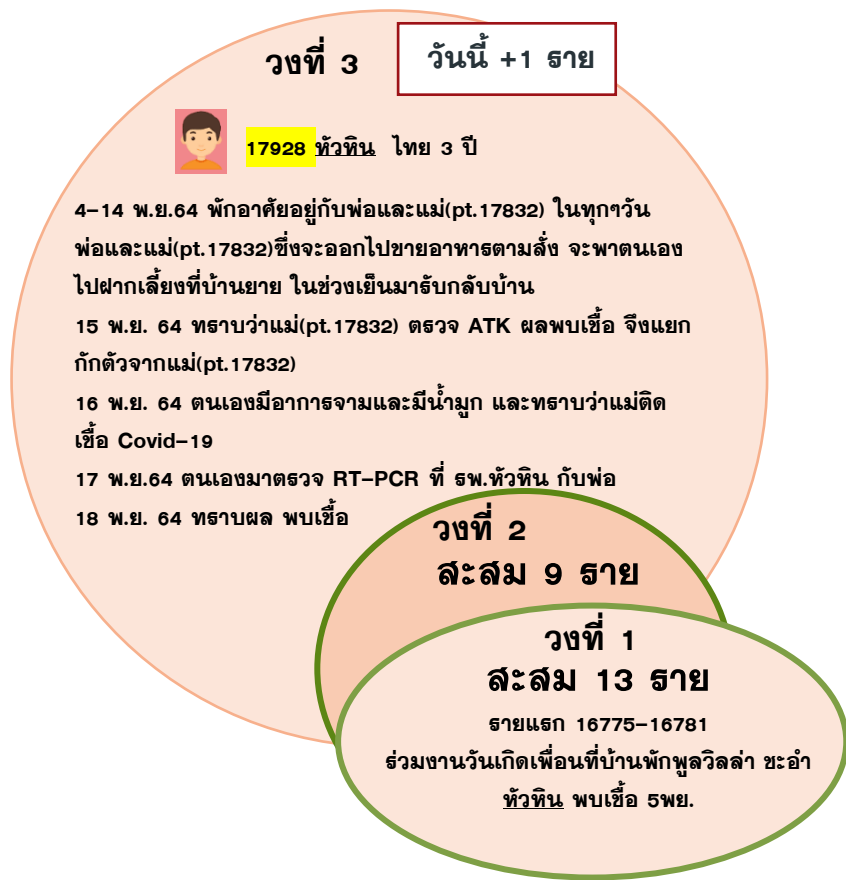 วงที่ 3
วันนี้ +1 ราย
17928 หัวหิน ไทย 3 ปี
4–14 พ.ย.64 พักอาศัยอยู่กับพ่อและแม่(pt.17832) ในทุกๆวัน
พ่อและแม่(pt.17832)ซึ่งจะออกไปขายอาหารตามสั่ง จะพาตนเอง
ไปฝากเลี้ยงที่บ้านยาย ในช่วงเย็นมารับกลับบ้าน
15 พ.ย. 64 ทราบว่าแม่(pt.17832) ตรวจ ATK ผลพบเชื้อ จึงแยก
กักตัวจากแม่(pt.17832)
16 พ.ย. 64 ตนเองมีอาการจามและมีน้ำมูก และทราบว่าแม่ติด
เชื้อ Covid–19
17 พ.ย.64 ตนเองมาตรวจ RT–PCR ที่ รพ.หัวหิน กับพ่อ
18 พ.ย. 64 ทราบผล พบเชื้อ
วงที่ 2
สะสม 9 ราย
วงที่ 1
สะสม 13 ราย
รายแรก 16775–16781
ร่วมงานวันเกิดเพื่อนที่บ้านพักพูลวิลล่า ชะอำ
หัวหิน พบเชื้อ 5พย.